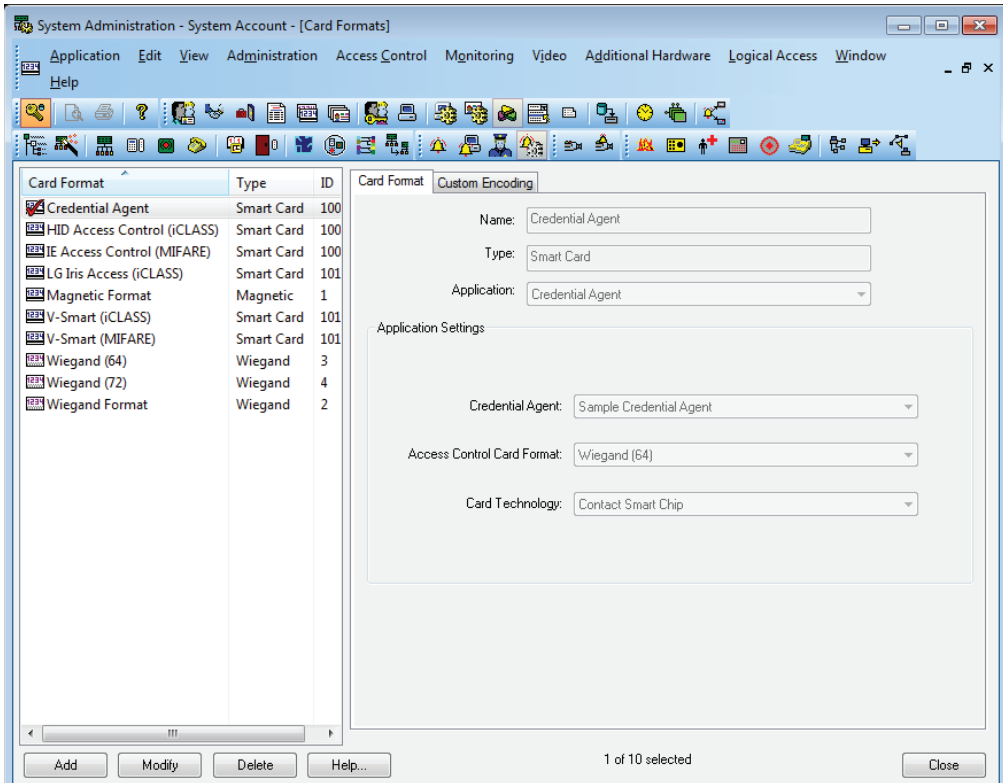 System Administration - System Account - [Card Formats]
Application Edit View Administration Access Control Monitoring Video Additional Hardware Logical Access Window
Help
Card Format Type ID
Credential Agent Smart Card 100
HID Access Control (iCLASS) Smart Card 100
IE Access Control (MIFARE) Smart Card 100
LG Iris Access (iCLASS) Smart Card 101
Magnetic Format Magnetic 1
V-Smart (iCLASS) Smart Card 101
V-Smart (MIFARE) Smart Card 101
Wiegand (64) Wiegand 3
Wiegand (72) Wiegand 4
Wiegand Format Wiegand 2
Card Format Custom Encoding
Name: Credential Agent
Type: Smart Card
Application: Credential Agent
Application Settings
Credential Agent: Sample Credential Agent
Access Control Card Format: Wiegand (64)
Card Technology: Contact Smart Chip
Add Modify Delete Help... 1 of 10 selected Close